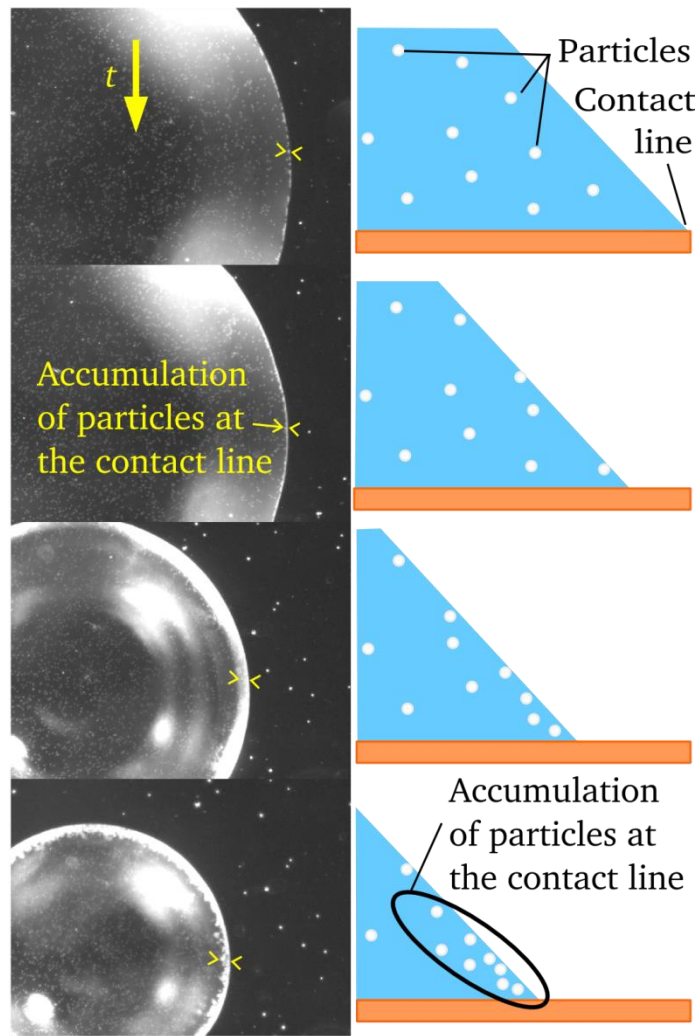 t
Particles
Contact
line
Accumulation
of particles at
the contact line
Accumulation
of particles at
the contact line